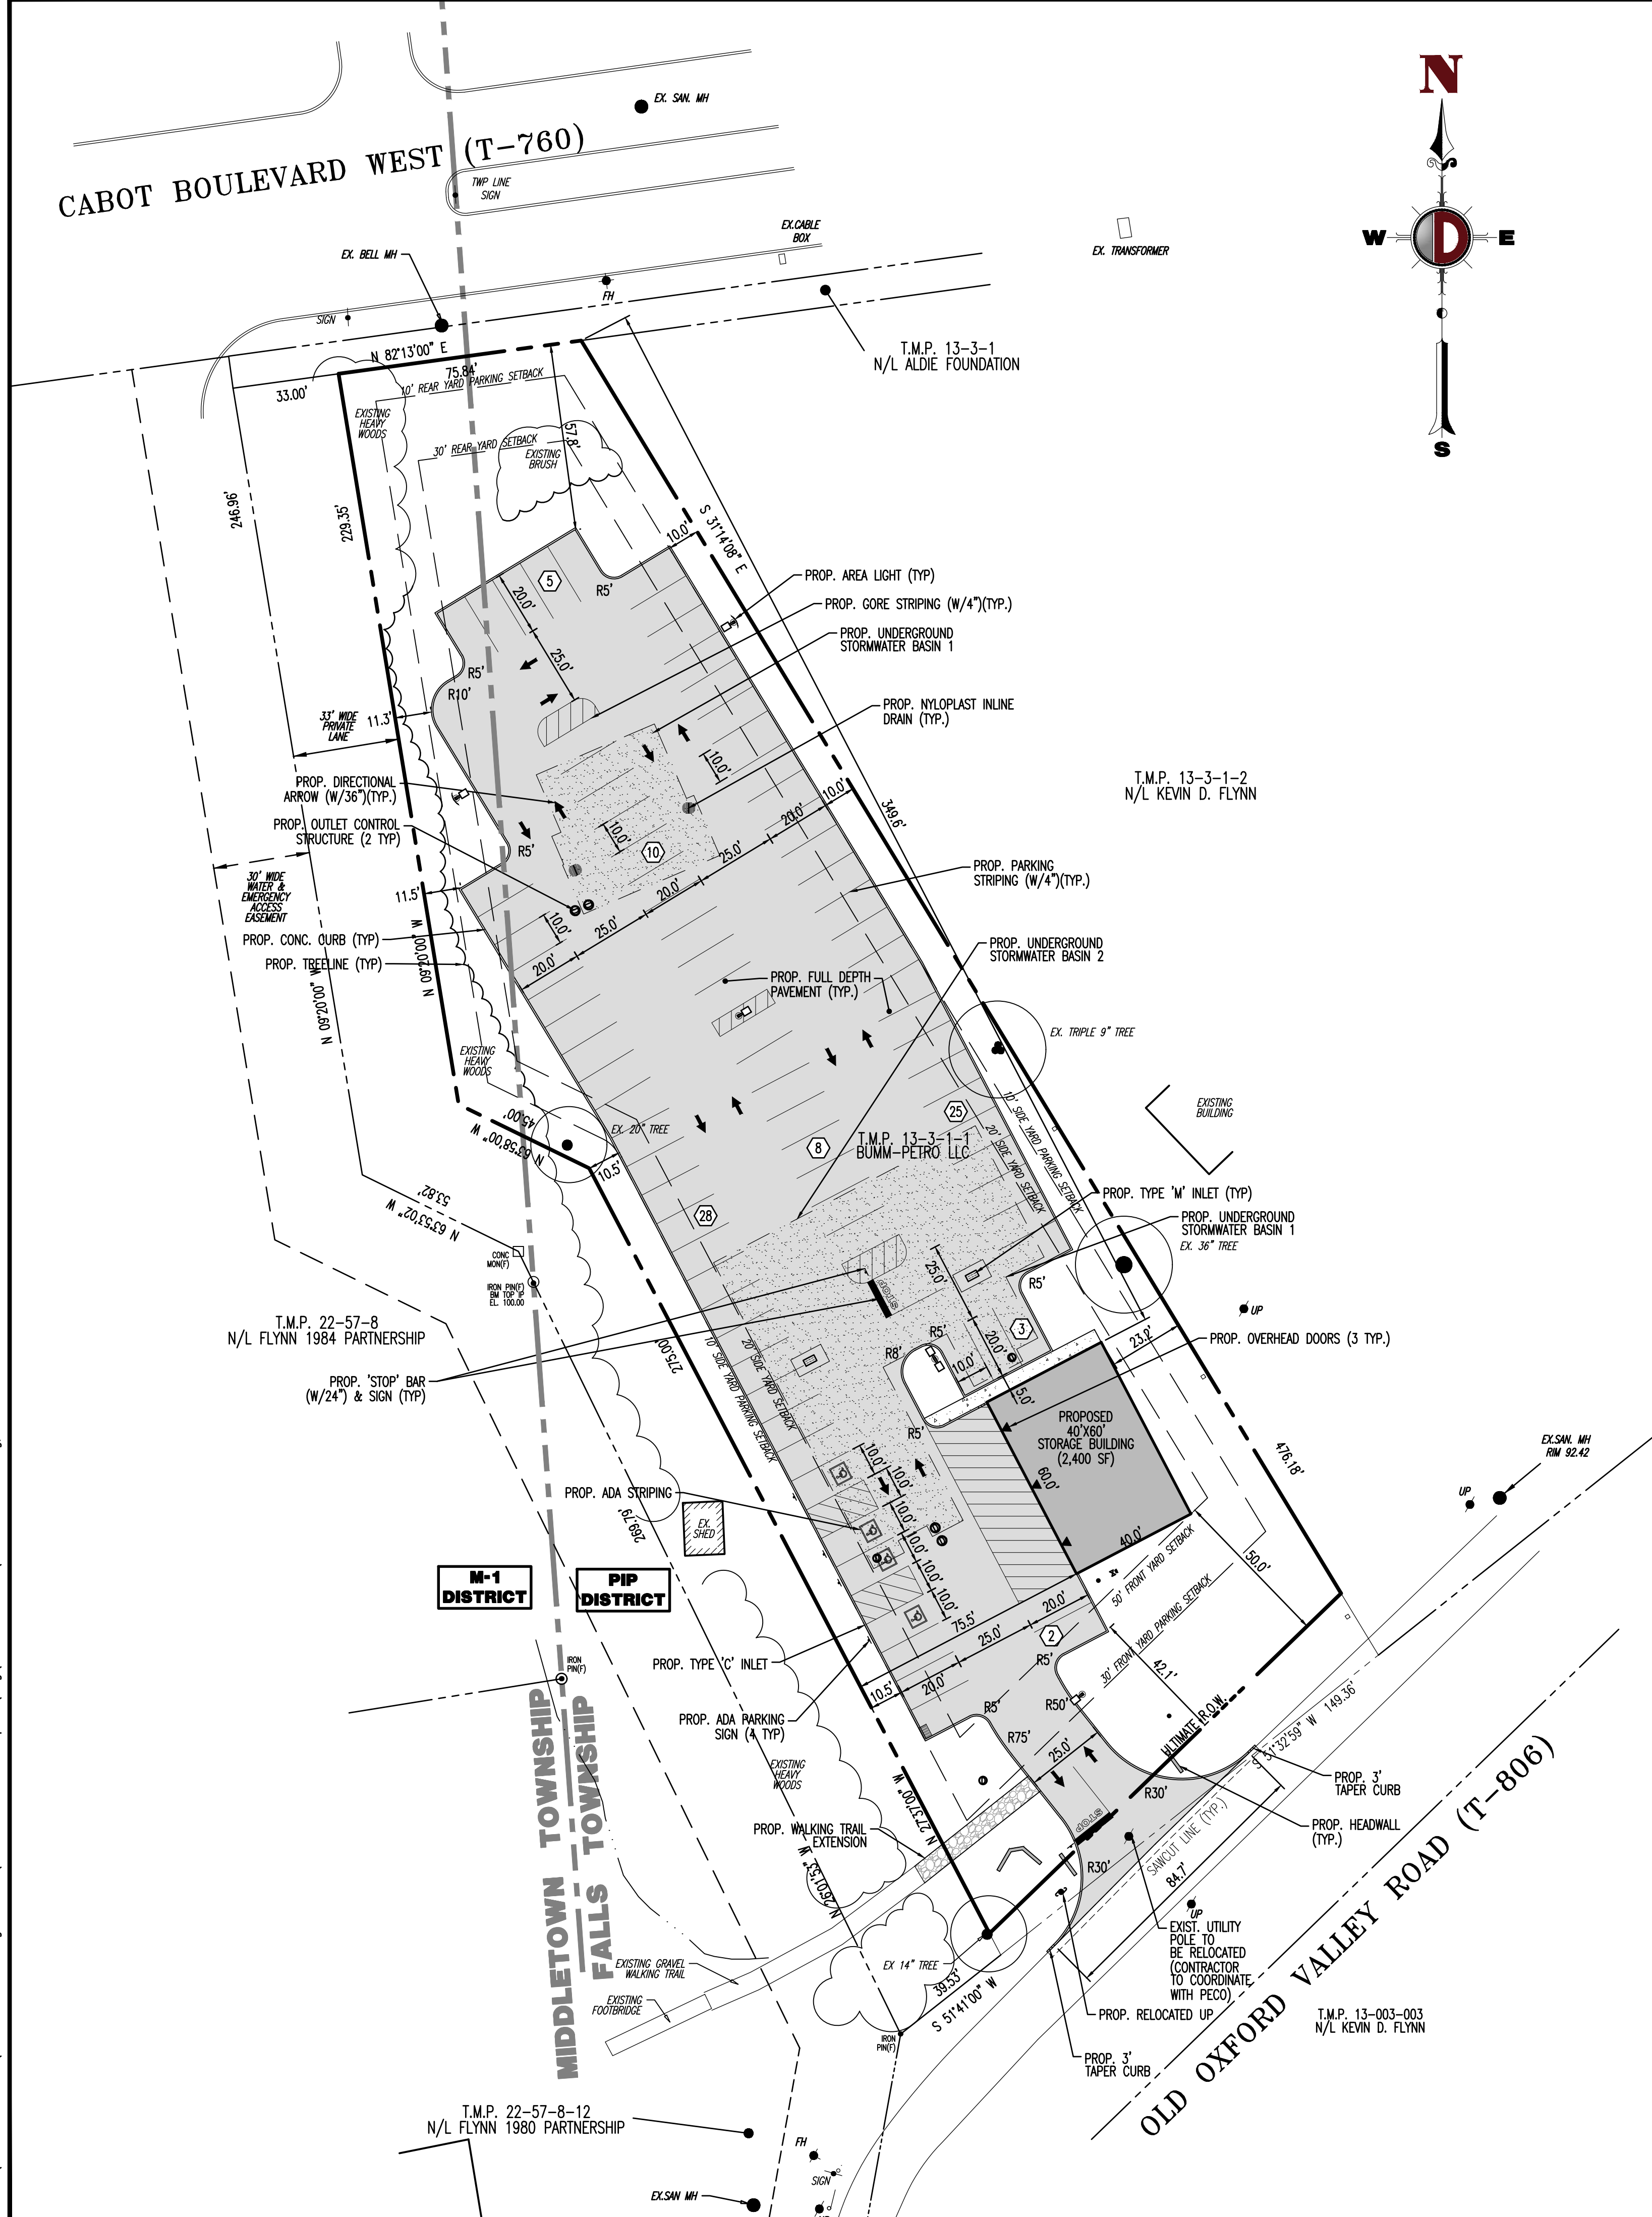 N
W
D
E
S
EX. SAN. MH
CABOT BOULEVARD WEST (T-760)
TWP LINE
SIGN
EX.CABLE
BOX
EX. TRANSFORMER
EX. BELL MH
FH
SIGN
N 82°13'00" E
75.84'
33.00'
T.M.P. 13-3-1
N/L ALDIE FOUNDATION
10' REAR YARD PARKING SETBACK
EXISTING
HEAVY
WOODS
30' REAR YARD SETBACK
EXISTING
BRUSH
57.8'
246.96'
229.35'
S 31°14'08" E
10.0'
5
R5'
20.0'
25.0'
PROP. AREA LIGHT (TYP)
PROP. GORE STRIPING (W/4")(TYP.)
PROP. UNDERGROUND
STORMWATER BASIN 1
R5'
R10'
33' WIDE
PRIVATE
LANE
11.3'
PROP. NYLOPLAST INLINE
DRAIN (TYP.)
10.0'
PROP. DIRECTIONAL
ARROW (W/36")(TYP.)
PROP. OUTLET CONTROL
STRUCTURE (2 TYP)
R5'
10.0'
10
10.0'
20.0'
25.0'
20.0'
25.0'
20.0'
10.0'
349.6'
T.M.P. 13-3-1-2
N/L KEVIN D. FLYNN
30' WIDE
WATER &
EMERGENCY
ACCESS
EASEMENT
11.5'
N 09°20'00" W
PROP. PARKING
STRIPING (W/4")(TYP.)
PROP. CONC. CURB (TYP)
PROP. TREELINE (TYP)
N 09°20'00" W
PROP. UNDERGROUND
STORMWATER BASIN 2
PROP. FULL DEPTH
PAVEMENT (TYP.)
EX. TRIPLE 9" TREE
EXISTING
HEAVY
WOODS
45.00'
N 63°58'00" W
EX. 20" TREE
10.5'
25
10' SIDE YARD PARKING SETBACK
20' SIDE YARD SETBACK
EXISTING
BUILDING
8
T.M.P. 13-3-1-1
BUMM-PETRO LLC
28
53.82'
N 63°53'02" W
PROP. TYPE 'M' INLET (TYP)
PROP. UNDERGROUND
STORMWATER BASIN 1
EX. 36" TREE
CONC
MON(F)
IRON PIN(F)
BM TOP IP
EL. 100.00
25.0'
R5'
STOP
UP
T.M.P. 22-57-8
N/L FLYNN 1984 PARTNERSHIP
275.00'
10' SIDE YARD PARKING SETBACK
20' SIDE YARD SETBACK
R5'
R8'
3
20.0'
10.0'
5.0'
23.2'
PROP. OVERHEAD DOORS (3 TYP.)
PROP. 'STOP' BAR
(W/24") & SIGN (TYP)
R5'
PROPOSED
40'X60'
STORAGE BUILDING
(2,400 SF)
60.0'
40.0'
476.18'
EX.SAN. MH
RIM 92.42
UP
PROP. ADA STRIPING
10.0'
10.0'
10.0'
10.0'
10.0'
10.0'
269.79'
EX.
SHED
M-1
DISTRICT
PIP
DISTRICT
50' FRONT YARD SETBACK
30' FRONT YARD PARKING SETBACK
50.0'
75.5'
20.0'
25.0'
20.0'
10.5'
2
R5'
42.1'
IRON
PIN(F)
PROP. TYPE 'C' INLET
PROP. ADA PARKING
SIGN (4 TYP)
R5'
R50'
R75'
25.0'
ULTIMATE R.O.W.
S 51°32'59" W 149.36'
EXISTING
HEAVY
WOODS
N 27°37'00" W
MIDDLETOWN TOWNSHIP
FALLS TOWNSHIP
PROP. 3'
TAPER CURB
R30'
PROP. HEADWALL
(TYP.)
STOP
PROP. WALKING TRAIL
EXTENSION
R30'
SAWCUT LINE (TYP.)
84.7'
N 26°01'53" W
UP
EXIST. UTILITY
POLE TO
BE RELOCATED
(CONTRACTOR
TO COORDINATE
WITH PECO)
EX 14" TREE
EXISTING GRAVEL
WALKING TRAIL
EXISTING
FOOTBRIDGE
39.53'
S 51°41'00" W
PROP. RELOCATED UP
IRON
PIN(F)
PROP. 3'
TAPER CURB
OLD OXFORD VALLEY ROAD (T-806)
T.M.P. 13-003-003
N/L KEVIN D. FLYNN
T.M.P. 22-57-8-12
N/L FLYNN 1980 PARTNERSHIP
FH
SIGN
EX.SAN MH